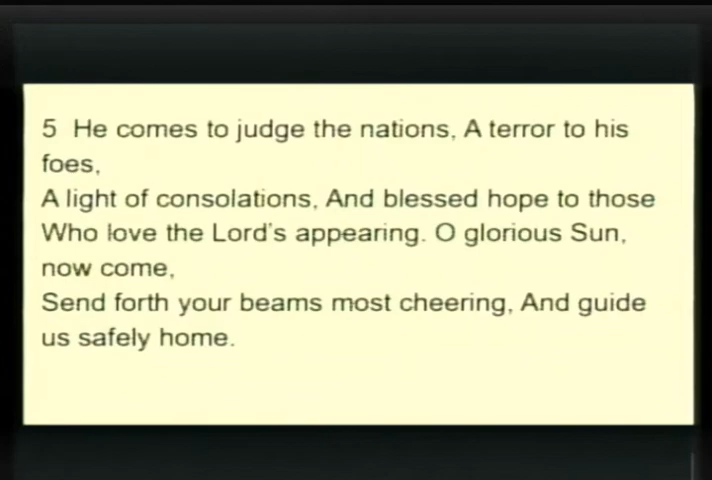 5 He comes to judge the nations, A terror to his
foes,
A light of consolations, And blessed hope to those
Who love the Lord's appearing. O glorious Sun,
now come,
Send forth your beams most cheering, And guide
us safely home.